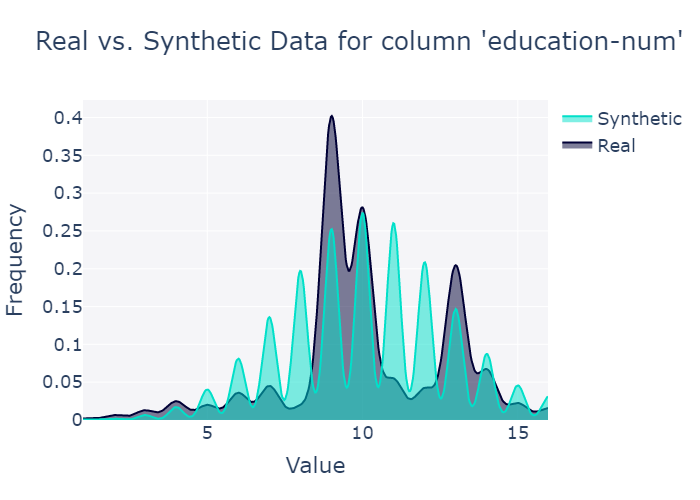 Real vs. Synthetic Data for column 'education-num'
Synthetic
Real
Frequency
0.4
0.35
0.3
0.25
0.2
0.15
0.1
0.05
0
5
10
15
Value